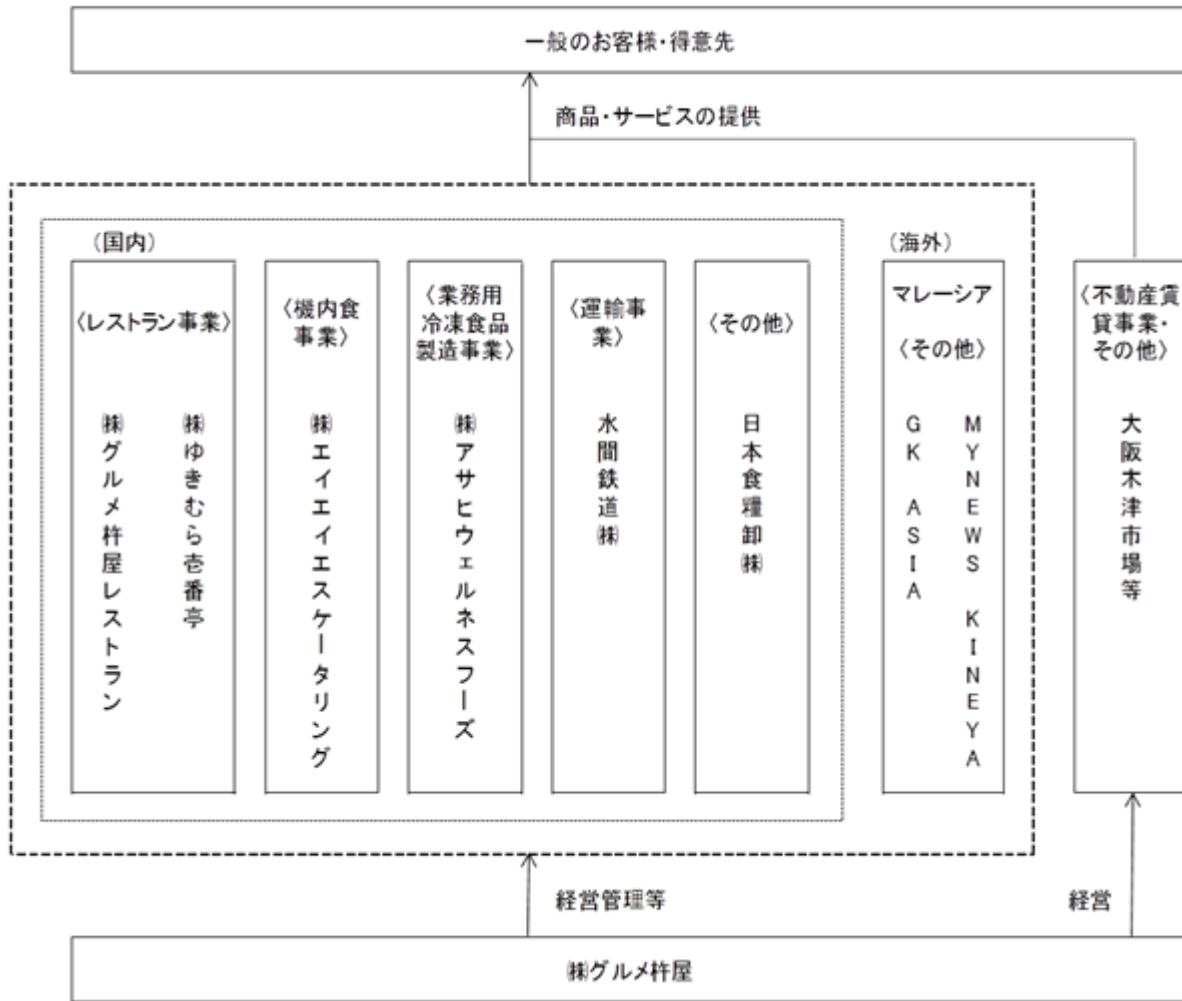 一般のお客様・得意先
商品・サービスの提供
（国内）
（海外）
〈レストラン事業〉
㈱グルメ杵屋レストラン
㈱ゆきむら壱番亭
〈機内食
事業〉
㈱エイエイエスケータリング
〈業務用
冷凍食品
製造事業〉
㈱アサヒウェルネスフーズ
〈運輸事
業〉
水間鉄道㈱
〈その他〉
日本食糧卸㈱
マレーシア
〈その他〉
GK ASIA
MYNEWS KINEYA
〈不動産賃
貸事業・
その他〉
大阪木津市場等
経営管理等
経営
㈱グルメ杵屋